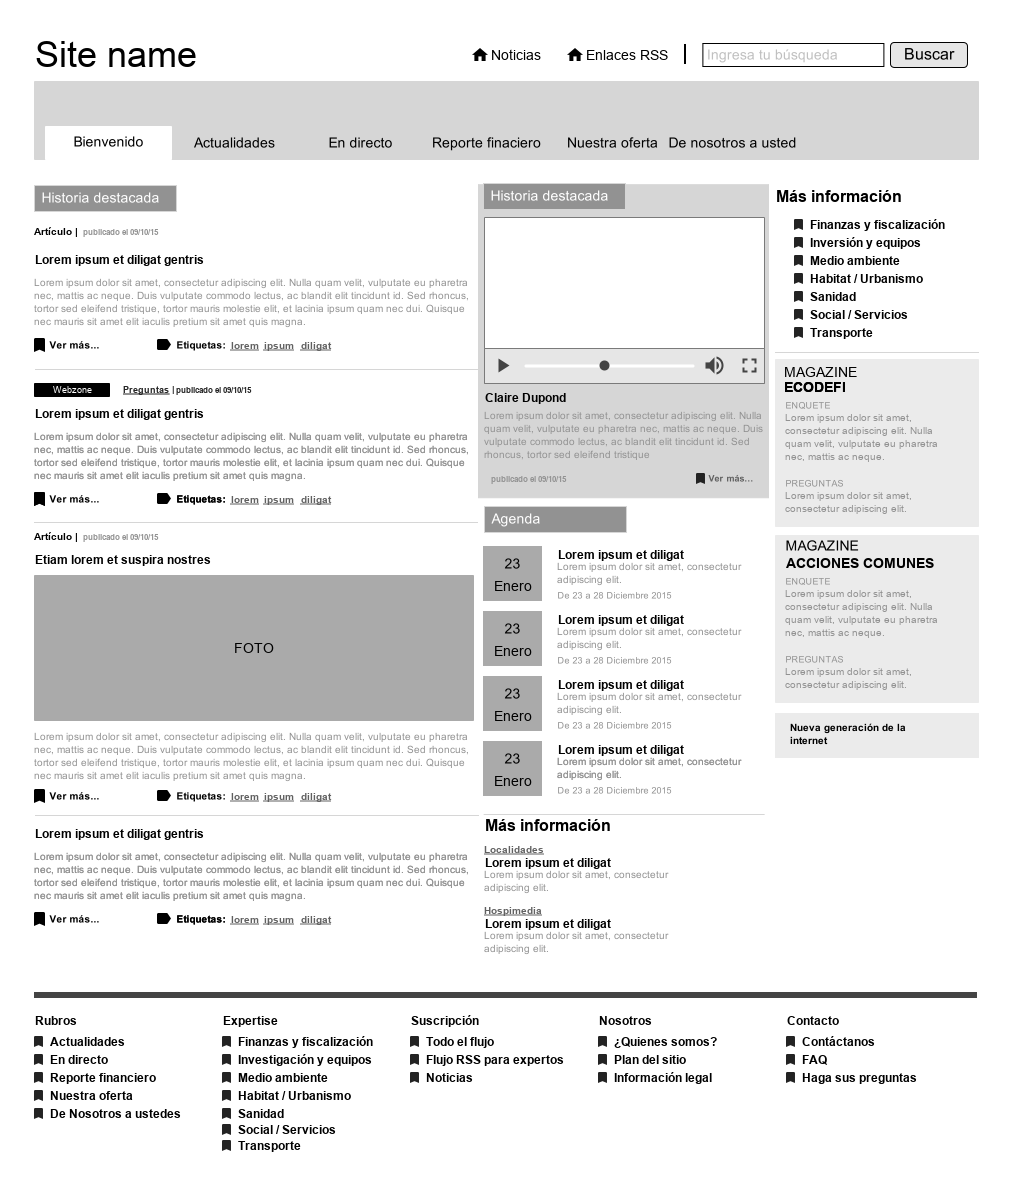 Site name
Noticias
Enlaces RSS
Ingresa tu búsqueda
Buscar
Bienvenido
Actualidades
En directo
Reporte finaciero
Nuestra oferta
De nosotros a usted
Historia destacada
Artículo | publicado el 09/10/15
Lorem ipsum et diligat gentris
Lorem ipsum dolor sit amet, consectetur adipiscing elit. Nulla quam velit, vulputate eu pharetra
nec, mattis ac neque. Duis vulputate commodo lectus, ac blandit elit tincidunt id. Sed rhoncus,
tortor sed eleifend tristique, tortor mauris molestie elit, et lacinia ipsum quam nec dui. Quisque
nec mauris sit amet elit iaculis pretium sit amet quis magna.
Ver más... Etiquetas: lorem ipsum diligat
Webzone Preguntas | publicado el 09/10/15
Lorem ipsum et diligat gentris
Lorem ipsum dolor sit amet, consectetur adipiscing elit. Nulla quam velit, vulputate eu pharetra
nec, mattis ac neque. Duis vulputate commodo lectus, ac blandit elit tincidunt id. Sed rhoncus,
tortor sed eleifend tristique, tortor mauris molestie elit, et lacinia ipsum quam nec dui. Quisque
nec mauris sit amet elit iaculis pretium sit amet quis magna.
Ver más... Etiquetas: lorem ipsum diligat
Artículo | publicado el 09/10/15
Etiam lorem et suspira nostres
FOTO
Lorem ipsum dolor sit amet, consectetur adipiscing elit. Nulla quam velit, vulputate eu pharetra
nec, mattis ac neque. Duis vulputate commodo lectus, ac blandit elit tincidunt id. Sed rhoncus,
tortor sed eleifend tristique, tortor mauris molestie elit, et lacinia ipsum quam nec dui. Quisque
nec mauris sit amet elit iaculis pretium sit amet quis magna.
Ver más... Etiquetas: lorem ipsum diligat
Lorem ipsum et diligat gentris
Lorem ipsum dolor sit amet, consectetur adipiscing elit. Nulla quam velit, vulputate eu pharetra
nec, mattis ac neque. Duis vulputate commodo lectus, ac blandit elit tincidunt id. Sed rhoncus,
tortor sed eleifend tristique, tortor mauris molestie elit, et lacinia ipsum quam nec dui. Quisque
nec mauris sit amet elit iaculis pretium sit amet quis magna.
Ver más... Etiquetas: lorem ipsum diligat
Historia destacada
Claire Dupond
Lorem ipsum dolor sit amet, consectetur adipiscing elit. Nulla
quam velit, vulputate eu pharetra nec, mattis ac neque. Duis
vulputate commodo lectus, ac blandit elit tincidunt id. Sed
rhoncus, tortor sed eleifend tristique
publicado el 09/10/15 Ver más...
Agenda
23
Enero
Lorem ipsum et diligat
Lorem ipsum dolor sit amet, consectetur
adipiscing elit.
De 23 a 28 Diciembre 2015
23
Enero
Lorem ipsum et diligat
Lorem ipsum dolor sit amet, consectetur
adipiscing elit.
De 23 a 28 Diciembre 2015
23
Enero
Lorem ipsum et diligat
Lorem ipsum dolor sit amet, consectetur
adipiscing elit.
De 23 a 28 Diciembre 2015
23
Enero
Lorem ipsum et diligat
Lorem ipsum dolor sit amet, consectetur
adipiscing elit.
De 23 a 28 Diciembre 2015
Más información
Localidades
Lorem ipsum et diligat
Lorem ipsum dolor sit amet, consectetur
adipiscing elit.
Hospimedia
Lorem ipsum et diligat
Lorem ipsum dolor sit amet, consectetur
adipiscing elit.
Más información
Finanzas y fiscalización
Inversión y equipos
Medio ambiente
Habitat / Urbanismo
Sanidad
Social / Servicios
Transporte
MAGAZINE
ECODEFI
ENQUETE
Lorem ipsum dolor sit amet,
consectetur adipiscing elit. Nulla
quam velit, vulputate eu pharetra
nec, mattis ac neque.
PREGUNTAS
Lorem ipsum dolor sit amet,
consectetur adipiscing elit.
MAGAZINE
ACCIONES COMUNES
ENQUETE
Lorem ipsum dolor sit amet,
consectetur adipiscing elit. Nulla
quam velit, vulputate eu pharetra
nec, mattis ac neque.
PREGUNTAS
Lorem ipsum dolor sit amet,
consectetur adipiscing elit.
Nueva generación de la
internet
Rubros
Actualidades
En directo
Reporte financiero
Nuestra oferta
De Nosotros a ustedes
Expertise
Finanzas y fiscalización
Investigación y equipos
Medio ambiente
Habitat / Urbanismo
Sanidad
Social / Servicios
Transporte
Suscripción
Todo el flujo
Flujo RSS para expertos
Noticias
Nosotros
¿Quienes somos?
Plan del sitio
Información legal
Contacto
Contáctanos
FAQ
Haga sus preguntas